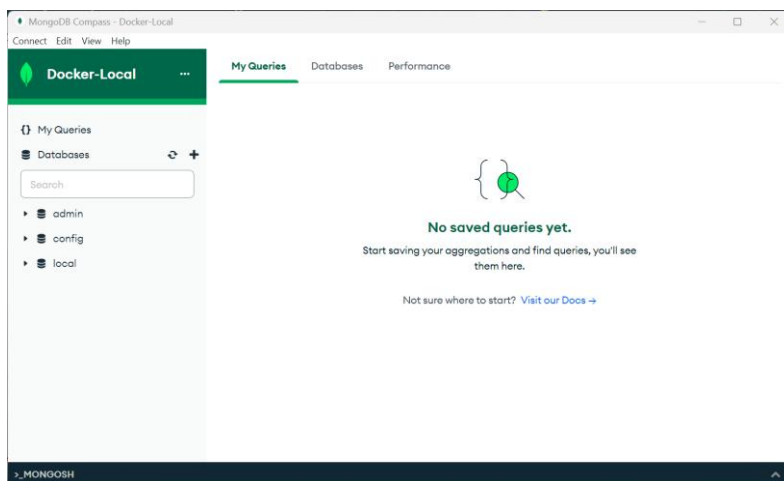 MongoDB Compass - Docker-Local
Connect Edit View Help
Docker-Local ...
My Queries Databases Performance
{} My Queries
Databases
Search
admin
config
local
No saved queries yet.
Start saving your aggregations and find queries, you'll see
them here.
Not sure where to start? Visit our Docs →
>_MONGOSH